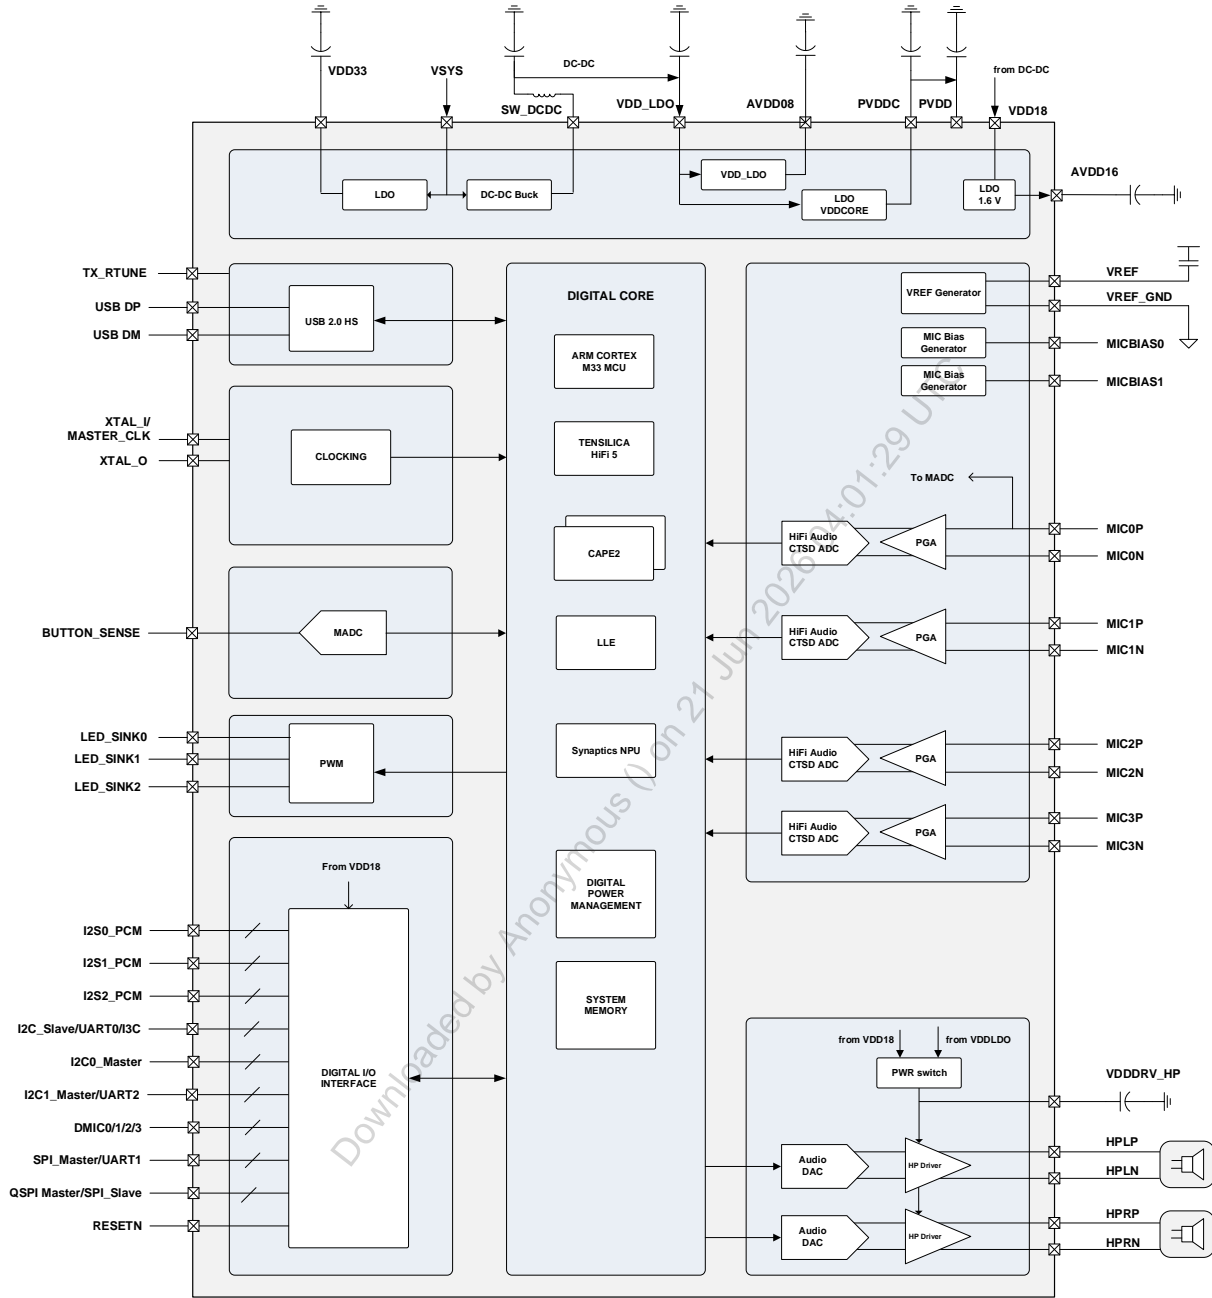 VDD33
VSYS
DC-DC
SW_DCDC
VDD_LDO
AVDD08
PVDDC
PVDD
from DC-DC
VDD18
AVDD16
LDO
DC-DC Buck
VDD_LDO
LDO
VDDCORE
LDO
1.6 V
TX_RTUNE
USB DP
USB DM
USB 2.0 HS
XTAL_I/
MASTER_CLK
XTAL_O
CLOCKING
BUTTON_SENSE
MADC
LED_SINK0
LED_SINK1
LED_SINK2
PWM
From VDD18
I2S0_PCM
I2S1_PCM
I2S2_PCM
I2C_Slave/UART0/I3C
I2C0_Master
I2C1_Master/UART2
DMIC0/1/2/3
SPI_Master/UART1
QSPI Master/SPI_Slave
RESETN
DIGITAL I/O
INTERFACE
DIGITAL CORE
ARM CORTEX
M33 MCU
TENSILICA
HiFi 5
CAPE2
LLE
Synaptics NPU
DIGITAL
POWER
MANAGEMENT
SYSTEM
MEMORY
VREF Generator
MIC Bias
Generator
MIC Bias
Generator
VREF
VREF_GND
MICBIAS0
MICBIAS1
To MADC
HiFi Audio
CTSD ADC
PGA
MIC0P
MIC0N
HiFi Audio
CTSD ADC
PGA
MIC1P
MIC1N
HiFi Audio
CTSD ADC
PGA
MIC2P
MIC2N
HiFi Audio
CTSD ADC
PGA
MIC3P
MIC3N
from VDD18
from VDDLDO
PWR switch
VDDDRV_HP
Audio
DAC
HP Driver
HPLP
HPLN
Audio
DAC
HP Driver
HPRP
HPRN
Downloaded by Anonymous () on 21 Jun 2026 04:01:29 UTC